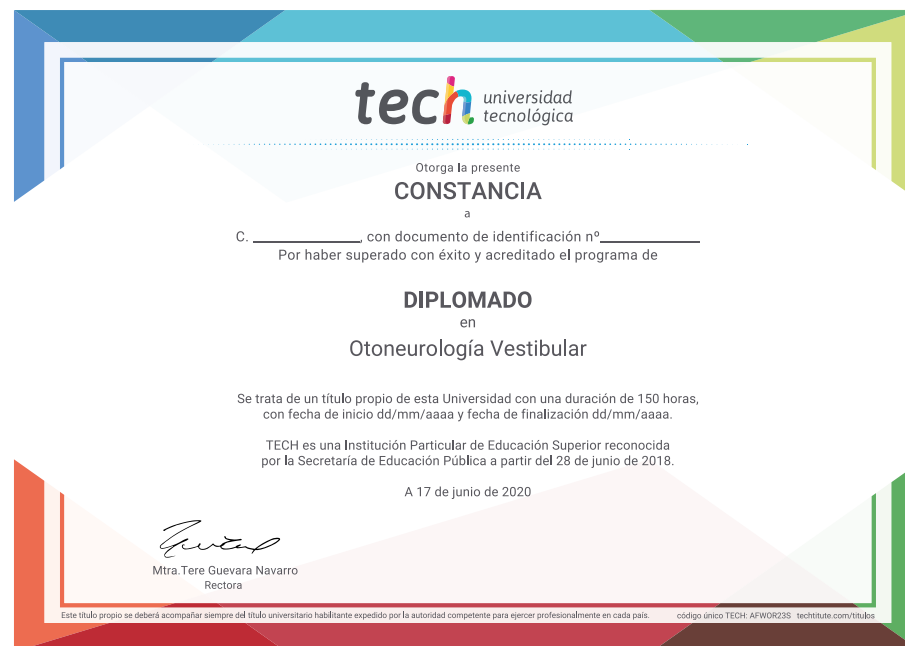 tech universidad
tecnológica
Otorga la presente
CONSTANCIA
a
C. ____________, con documento de identificación nº____________
Por haber superado con éxito y acreditado el programa de
DIPLOMADO
en
Otoneurología Vestibular
Se trata de un título propio de esta Universidad con una duración de 150 horas,
con fecha de inicio dd/mm/aaaa y fecha de finalización dd/mm/aaaa.
TECH es una Institución Particular de Educación Superior reconocida
por la Secretaría de Educación Pública a partir del 28 de junio de 2018.
A 17 de junio de 2020
Mtra.Tere Guevara Navarro
Rectora
Este título propio se deberá acompañar siempre del título universitario habilitante expedido por la autoridad competente para ejercer profesionalmente en cada país. código único TECH: AFWOR23S techtitute.com/titulos